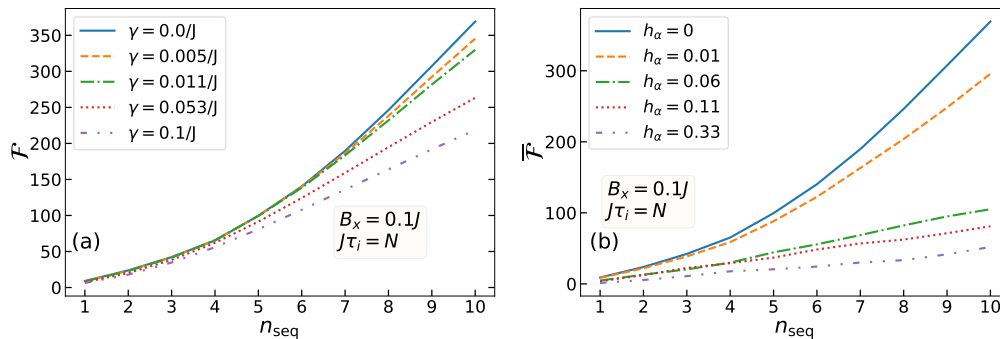 350
300
250
200
150
100
50
0
γ = 0.0/J
γ = 0.005/J
γ = 0.011/J
γ = 0.053/J
γ = 0.1/J
B_x = 0.1J
Jτ_i = N
(a)
ℱ
1 2 3 4 5 6 7 8 9 10
n_seq
300
200
100
0
h_α = 0
h_α = 0.01
h_α = 0.06
h_α = 0.11
h_α = 0.33
B_x = 0.1J
Jτ_i = N
(b)
ℱ̅
1 2 3 4 5 6 7 8 9 10
n_seq